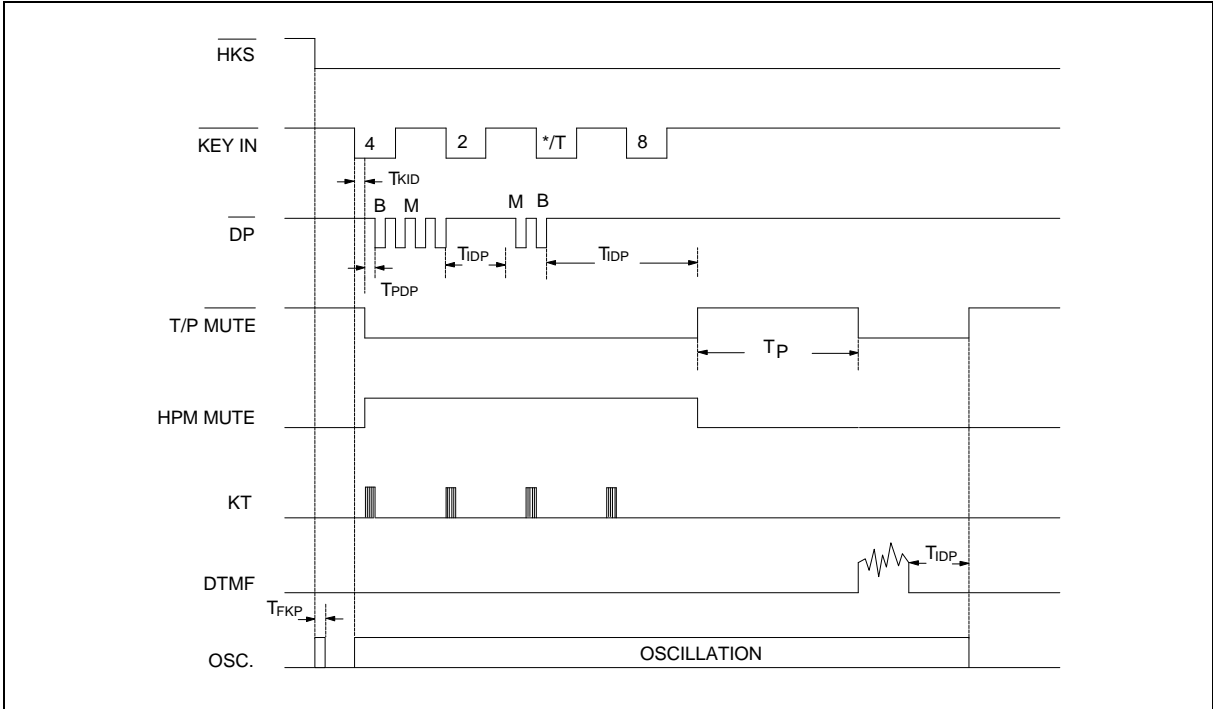 HKS
KEY IN 4 2 */T 8
TKID
B M M B
DP
TIDP TIDP
TPDP
T/P MUTE
TP
HPM MUTE
KT
TIDP
DTMF
TFKP
OSCILLATION
OSC.